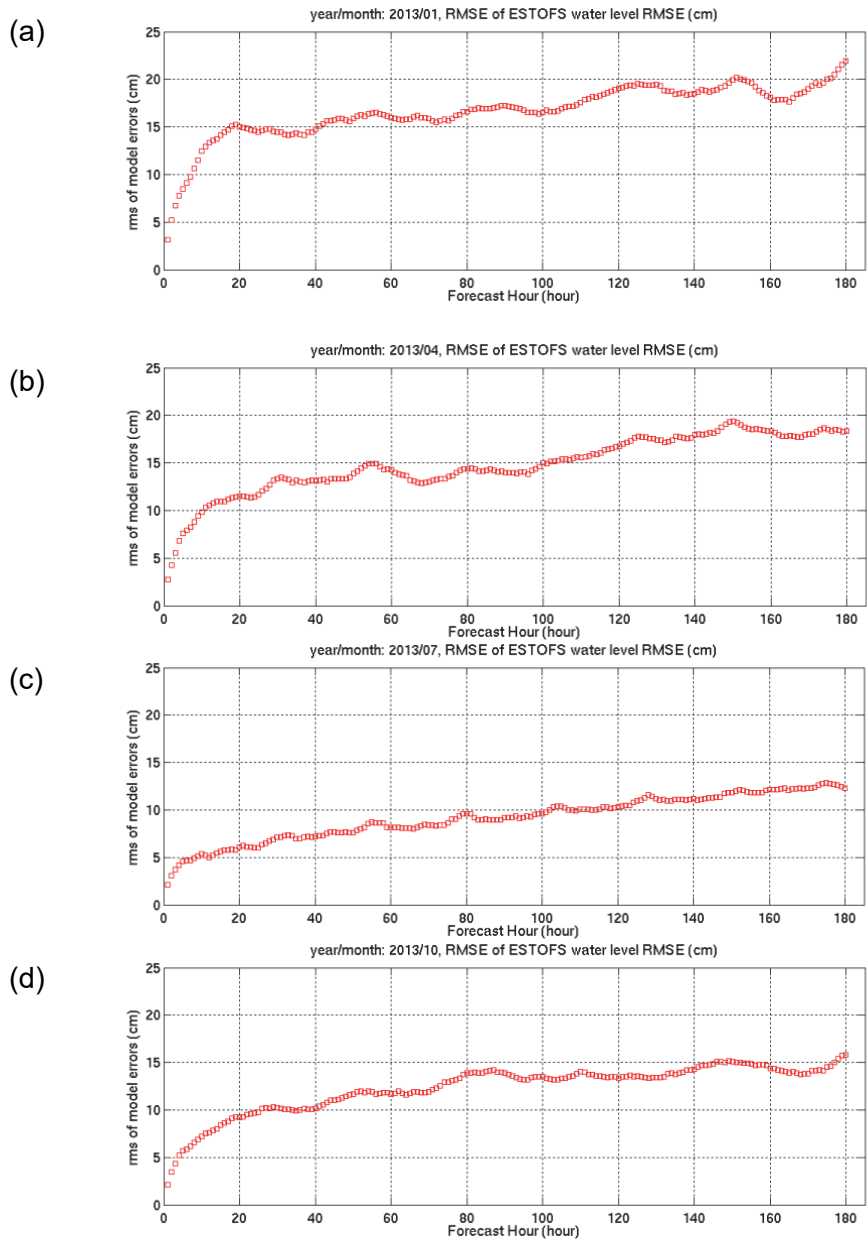 (a)
year/month: 2013/01, RMSE of ESTOFS water level RMSE (cm)
rms of model errors (cm)
25
20
15
10
5
0
0 20 40 60 80 100 120 140 160 180
Forecast Hour (hour)
(b)
year/month: 2013/04, RMSE of ESTOFS water level RMSE (cm)
rms of model errors (cm)
25
20
15
10
5
0
0 20 40 60 80 100 120 140 160 180
Forecast Hour (hour)
(c)
year/month: 2013/07, RMSE of ESTOFS water level RMSE (cm)
rms of model errors (cm)
25
20
15
10
5
0
0 20 40 60 80 100 120 140 160 180
Forecast Hour (hour)
(d)
year/month: 2013/10, RMSE of ESTOFS water level RMSE (cm)
rms of model errors (cm)
25
20
15
10
5
0
0 20 40 60 80 100 120 140 160 180
Forecast Hour (hour)